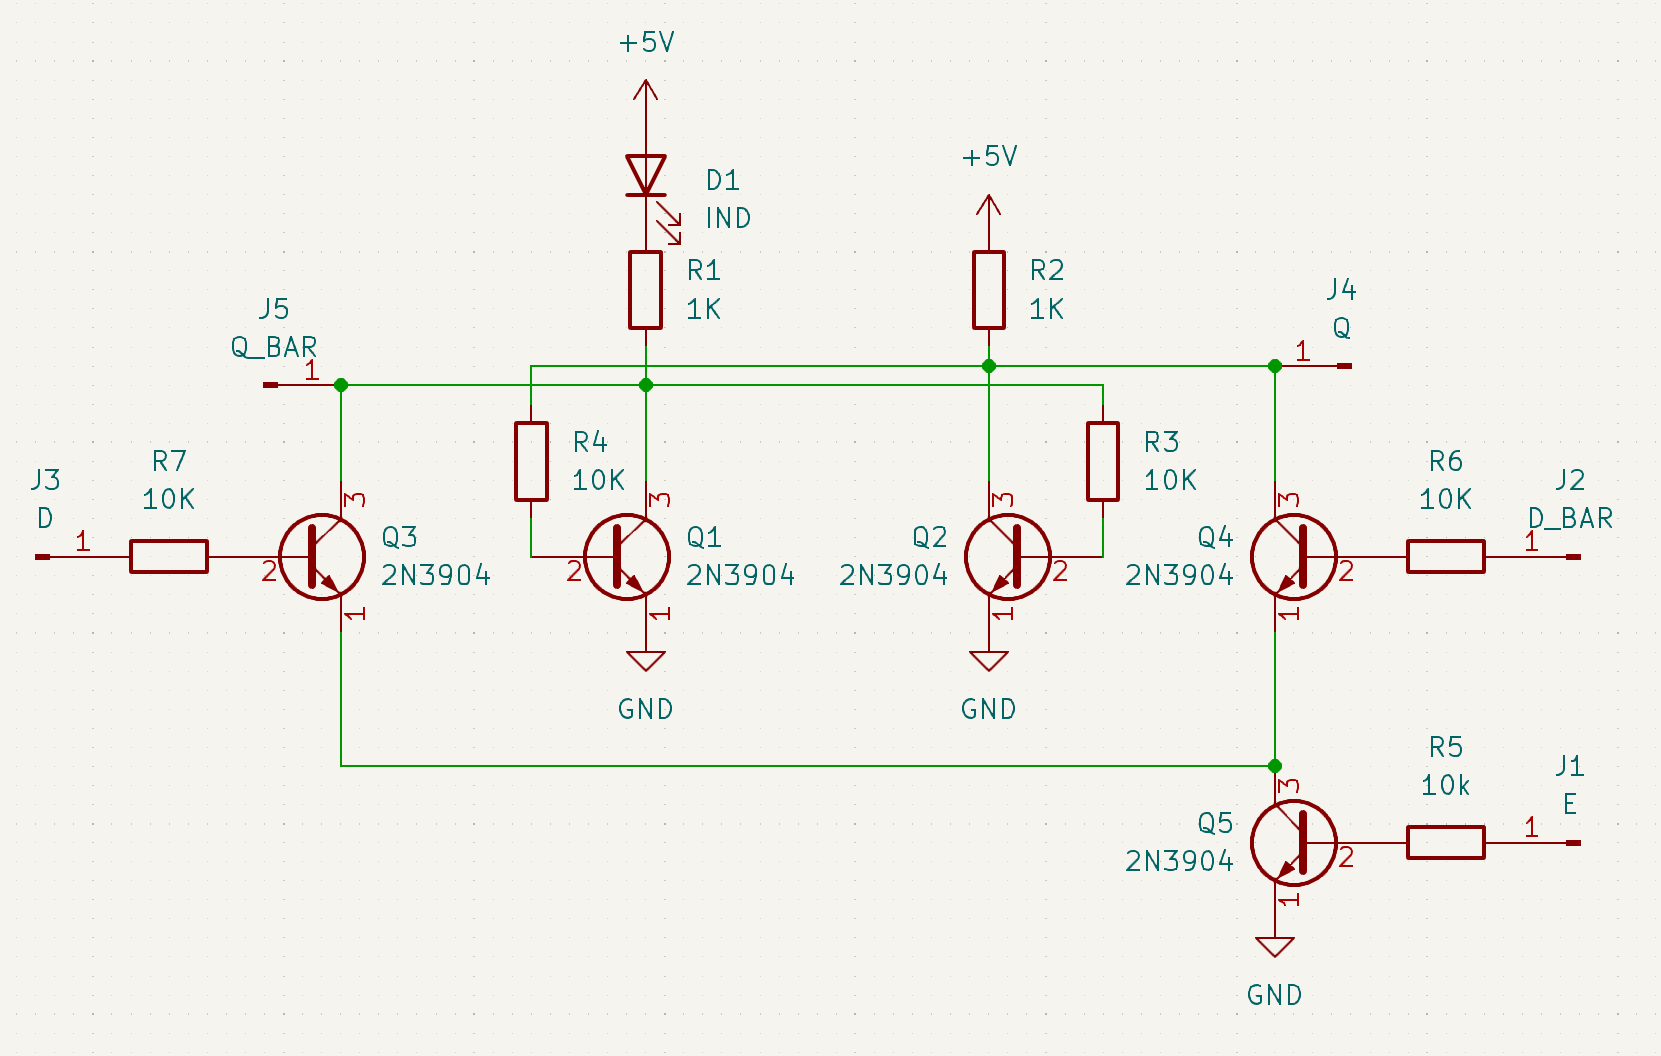 +5V
D1
IND
+5V
R1
1K
R2
1K
J5
Q_BAR
1
J4
Q
1
J3
D
1
R7
10K
R4
10K
R3
10K
R6
10K
J2
D_BAR
1
3
Q3
2N3904
2
1
3
Q1
2N3904
2
1
3
Q2
2N3904
2
1
3
Q4
2N3904
2
1
GND
GND
R5
10k
J1
E
1
3
Q5
2N3904
2
1
GND